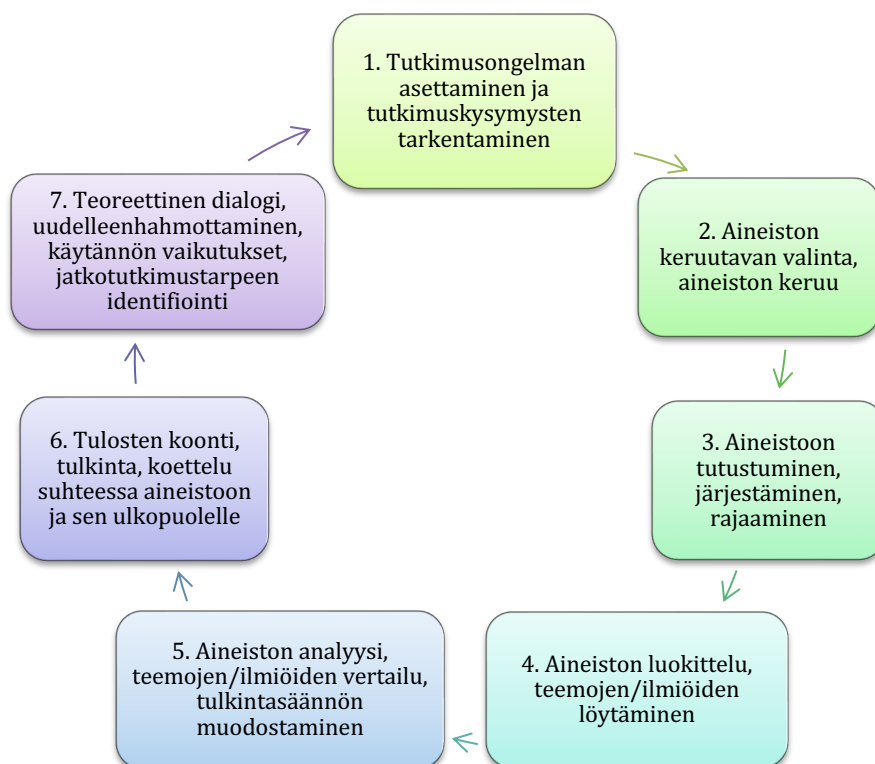 1. Tutkimusongelman
asettaminen ja
tutkimuskysymysten
tarkentaminen
2. Aineiston
keruutavan valinta,
aineiston keruu
3. Aineistoon
tutustuminen,
järjestäminen,
rajaaminen
4. Aineiston luokittelu,
teemojen/ilmiöiden
löytäminen
5. Aineiston analyysi,
teemojen/ilmiöiden vertailu,
tulkintasäännön
muodostaminen
6. Tulosten koonti,
tulkinta, koettelu
suhteessa aineistoon
ja sen ulkopuolelle
7. Teoreettinen dialogi,
uudelleenhahmottaminen,
käytännön vaikutukset,
jatkotutkimustarpeen
identifiointi